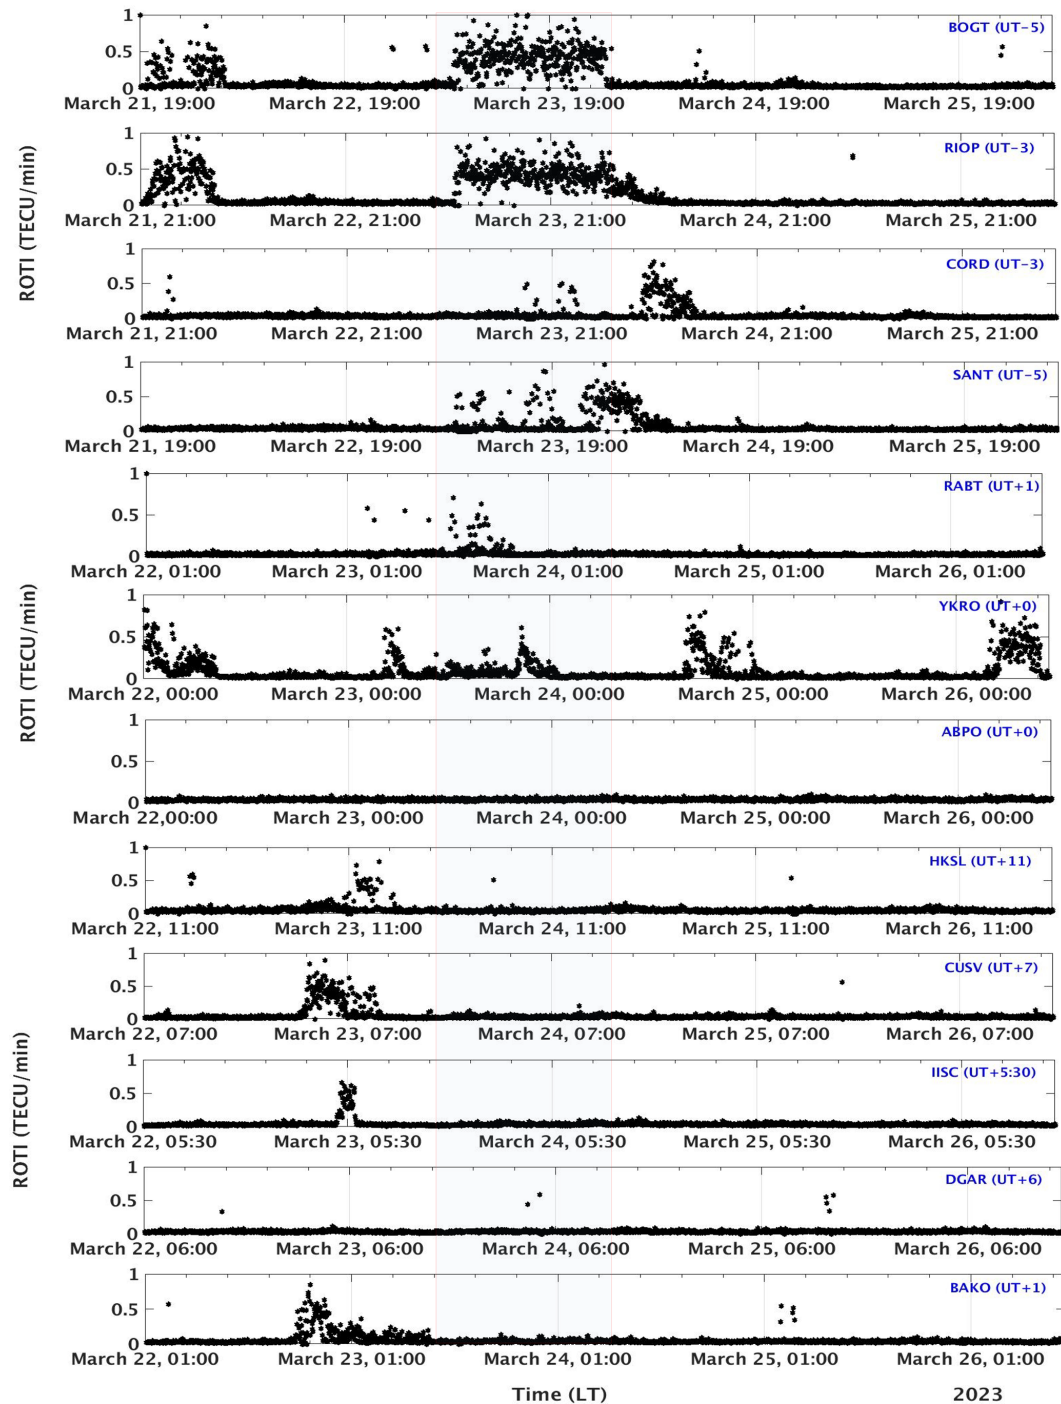 1
BOGT (UT-5)
0.5
0
March 21, 19:00 March 22, 19:00 March 23, 19:00 March 24, 19:00 March 25, 19:00
1
RIOP (UT-3)
0.5
0
March 21, 21:00 March 22, 21:00 March 23, 21:00 March 24, 21:00 March 25, 21:00
ROTI (TECU/min)
1
CORD (UT-3)
0.5
0
March 21, 21:00 March 22, 21:00 March 23, 21:00 March 24, 21:00 March 25, 21:00
1
SANT (UT-5)
0.5
0
March 21, 19:00 March 22, 19:00 March 23, 19:00 March 24, 19:00 March 25, 19:00
1
RABT (UT+1)
0.5
0
March 22, 01:00 March 23, 01:00 March 24, 01:00 March 25, 01:00 March 26, 01:00
1
YKRO (UT+0)
0.5
0
March 22, 00:00 March 23, 00:00 March 24, 00:00 March 25, 00:00 March 26, 00:00
ROTI (TECU/min)
1
ABPO (UT+0)
0.5
0
March 22,00:00 March 23, 00:00 March 24, 00:00 March 25, 00:00 March 26, 00:00
1
HKSL (UT+11)
0.5
0
March 22, 11:00 March 23, 11:00 March 24, 11:00 March 25, 11:00 March 26, 11:00
1
CUSV (UT+7)
0.5
0
March 22, 07:00 March 23, 07:00 March 24, 07:00 March 25, 07:00 March 26, 07:00
1
IISC (UT+5:30)
0.5
0
March 22, 05:30 March 23, 05:30 March 24, 05:30 March 25, 05:30 March 26, 05:30
ROTI (TECU/min)
1
DGAR (UT+6)
0.5
0
March 22, 06:00 March 23, 06:00 March 24, 06:00 March 25, 06:00 March 26, 06:00
1
BAKO (UT+1)
0.5
0
March 22, 01:00 March 23, 01:00 March 24, 01:00 March 25, 01:00 March 26, 01:00
Time (LT) 2023